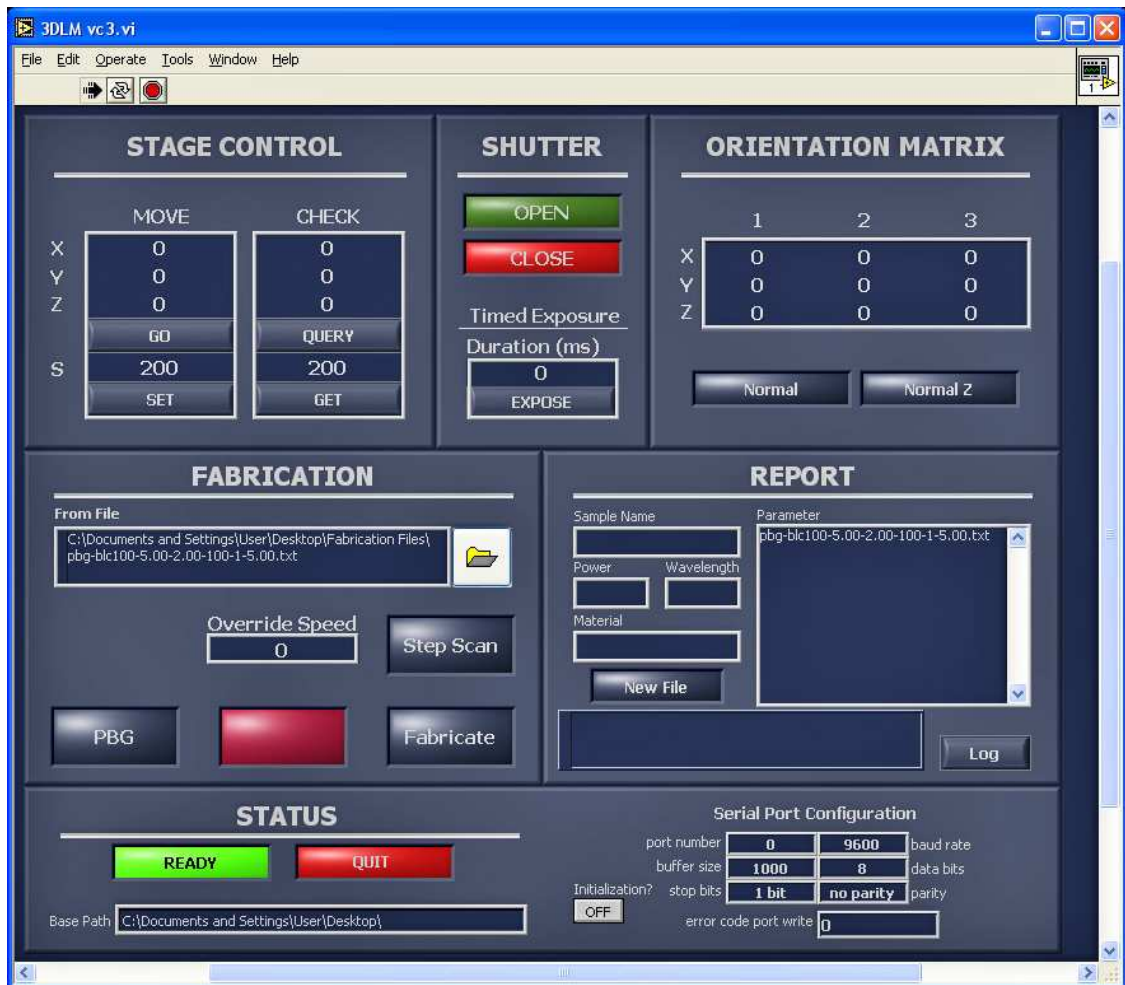 3DLM vc3.vi
File Edit Operate Tools Window Help
1
STAGE CONTROL
MOVE CHECK
X 0 0
Y 0 0
Z 0 0
GO QUERY
S 200 200
SET GET
SHUTTER
OPEN
CLOSE
Timed Exposure
Duration (ms)
0
EXPOSE
ORIENTATION MATRIX
1 2 3
X 0 0 0
Y 0 0 0
Z 0 0 0
Normal Normal Z
FABRICATION
From File
C:\Documents and Settings\User\Desktop\Fabrication Files\
pbg-blc100-5.00-2.00-100-1-5.00.txt
Override Speed
0
Step Scan
PBG Fabricate
REPORT
Sample Name
Power Wavelength
Material
New File
Parameter
pbg-blc100-5.00-2.00-100-1-5.00.txt
Log
STATUS
READY QUIT
Base Path C:\Documents and Settings\User\Desktop\
Serial Port Configuration
port number 0 9600 baud rate
buffer size 1000 8 data bits
Initialization? stop bits 1 bit no parity parity
OFF
error code port write 0